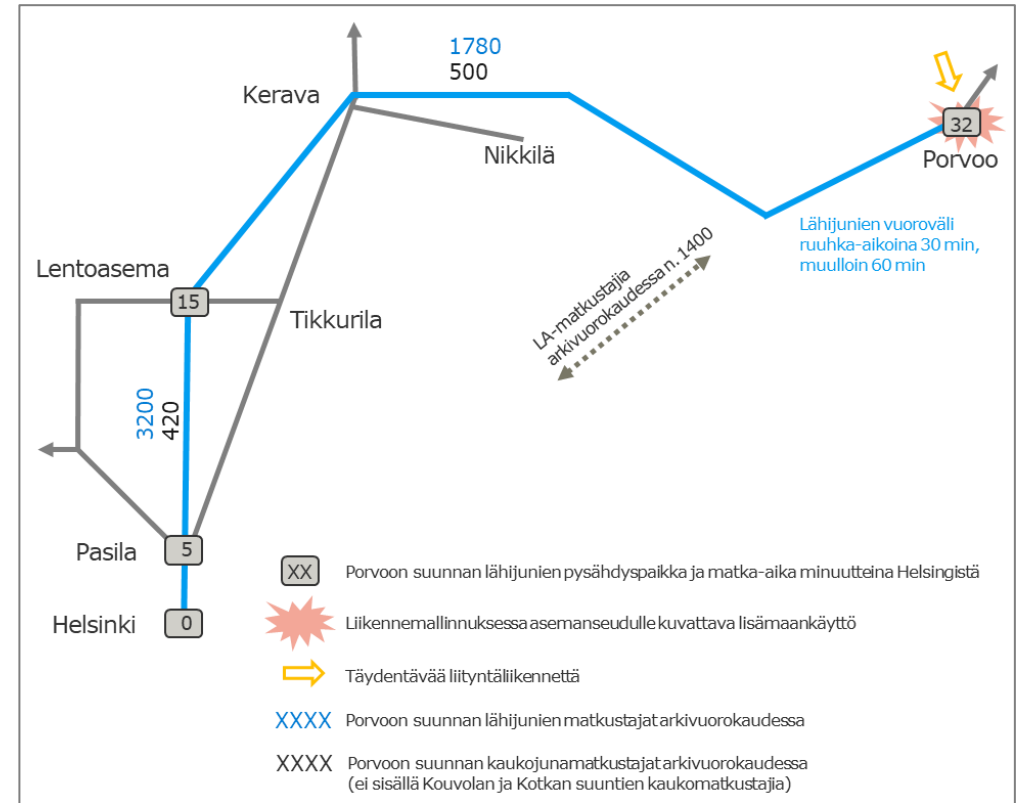 1780
500
Kerava
Nikkilä
32
Porvoo
Lähijunien vuoroväli
ruuhka-aikoina 30 min,
muulloin 60 min
LA-matkustajia
arkivuorokaudessa n. 1400
Lentoasema
15
Tikkurila
3200
420
Pasila
5
Helsinki
0
XX Porvoon suunnan lähijunien pysähdyspaikka ja matka-aika minuutteina Helsingistä
Liikennemallinnuksessa asemanseudulle kuvattava lisämaankäyttö
Täydentävää liityntäliikennettä
XXXX Porvoon suunnan lähijunien matkustajat arkivuorokaudessa
XXXX Porvoon suunnan kaukojunamatkustajat arkivuorokaudessa
(ei sisällä Kouvolan ja Kotkan suuntien kaukomatkustajia)